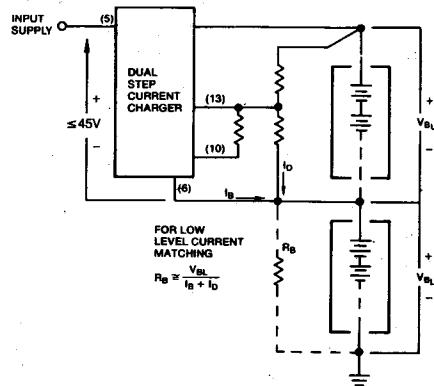 INPUT
SUPPLY
(5)
DUAL
STEP
CURRENT
CHARGER
(13)
+
≤45V
−
(10)
I_D
(6)
I_B
+
V_BL
−
FOR LOW
LEVEL CURRENT
MATCHING
R_B ≅ V_BL / I_B + I_D
R_B
+
V_BL
−